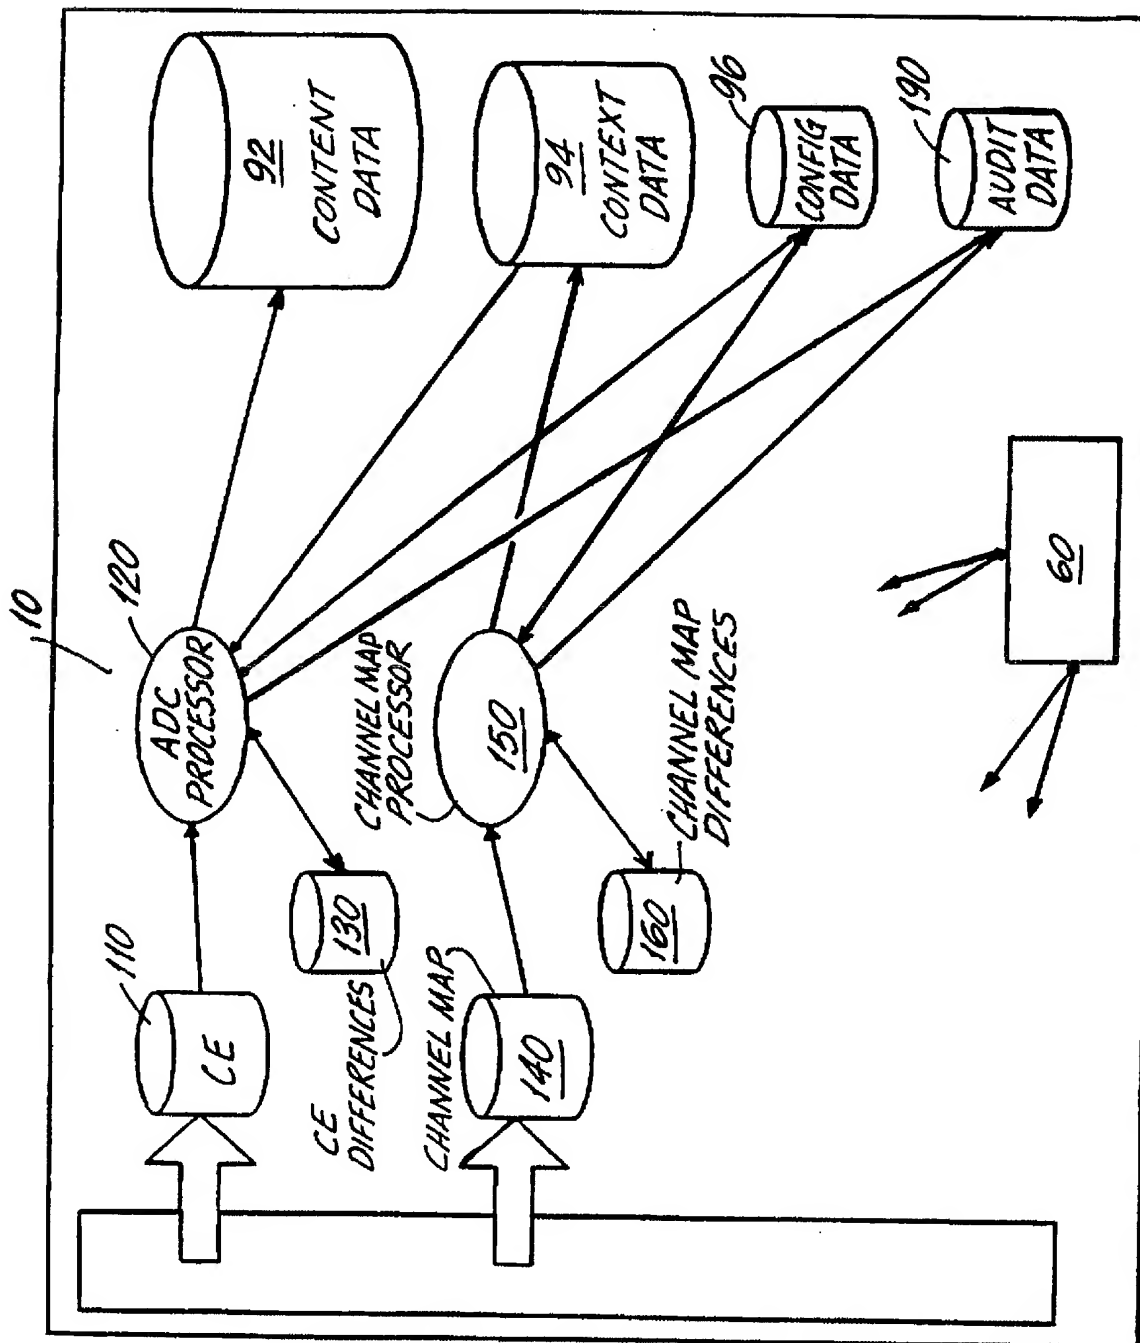 10
110
CE
120
ADC
PROCESSOR
92
CONTENT
DATA
CE
DIFFERENCES
130
CHANNEL MAP
140
CHANNEL MAP
PROCESSOR
150
94
CONTEXT
DATA
160
CHANNEL MAP
DIFFERENCES
96
CONFIG
DATA
190
AUDIT
DATA
60